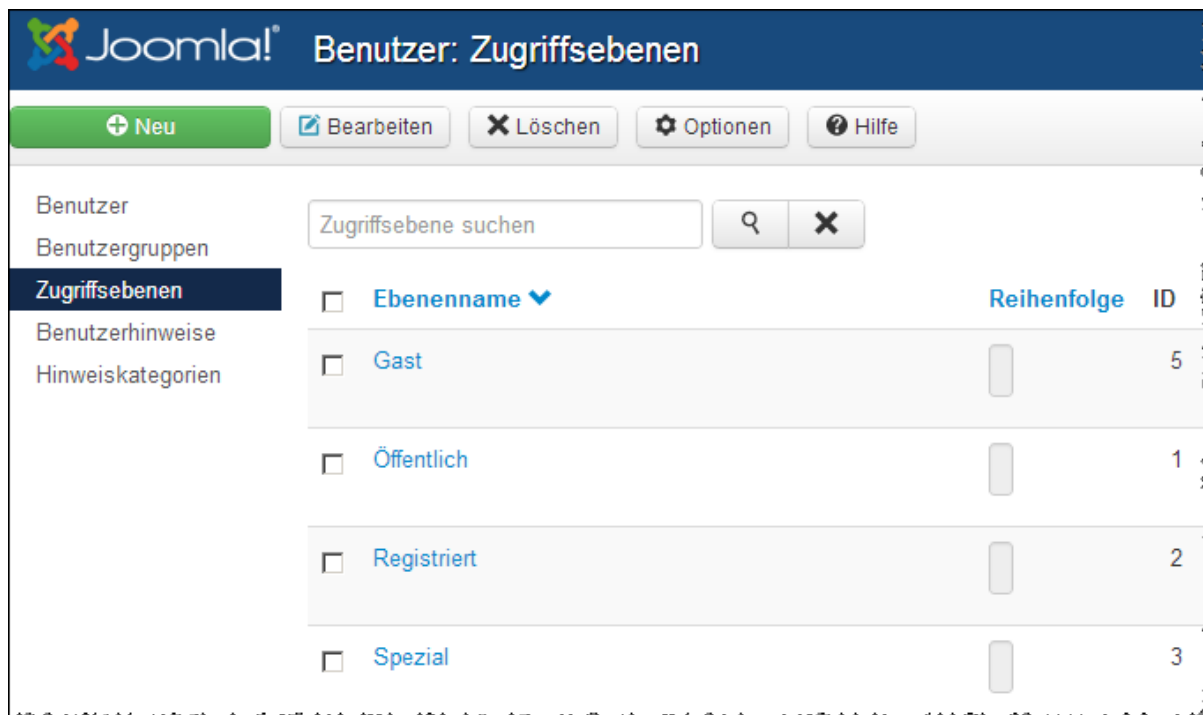 Joomla!® Benutzer: Zugriffsebenen
Neu Bearbeiten Löschen Optionen Hilfe
Benutzer
Benutzergruppen
Zugriffsebenen
Benutzerhinweise
Hinweiskategorien
Zugriffsebene suchen
Ebenenname Reihenfolge ID
Gast 5
Öffentlich 1
Registriert 2
Spezial 3